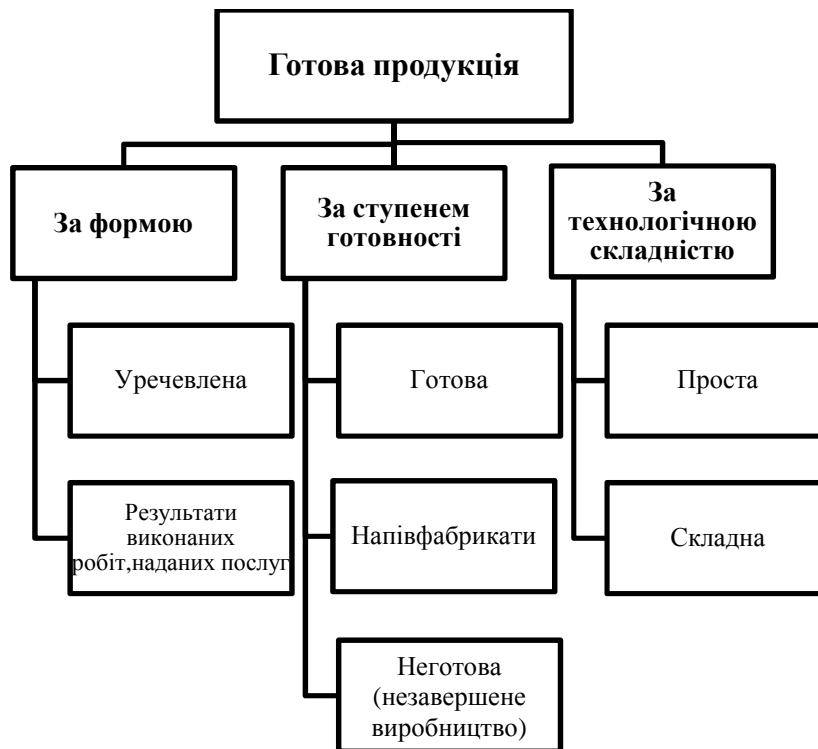 Готова продукція
За формою
Уречевлена
Результати
виконаних
робіт,наданих послуг
За ступенем
готовності
Готова
Напівфабрикати
Неготова
(незавершене
виробництво)
За
технологічною
складністю
Проста
Складна